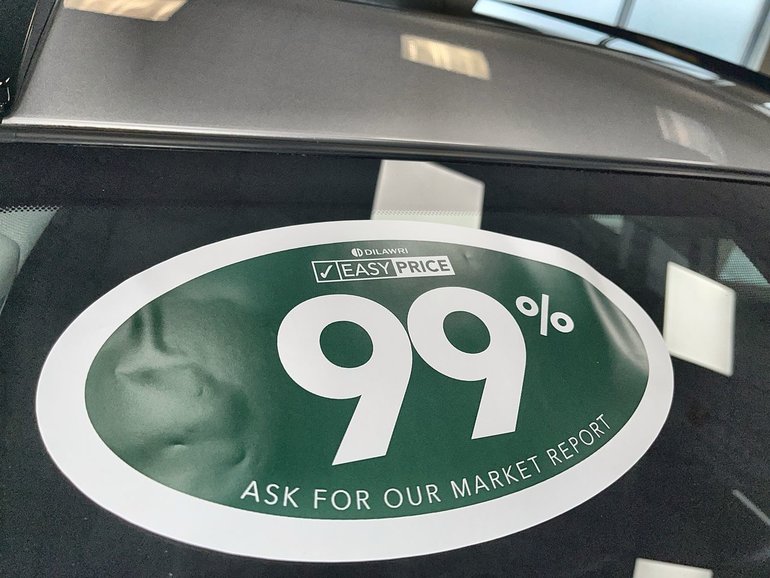 DILAWRI
EASY PRICE
99%
ASK FOR OUR MARKET REPORT